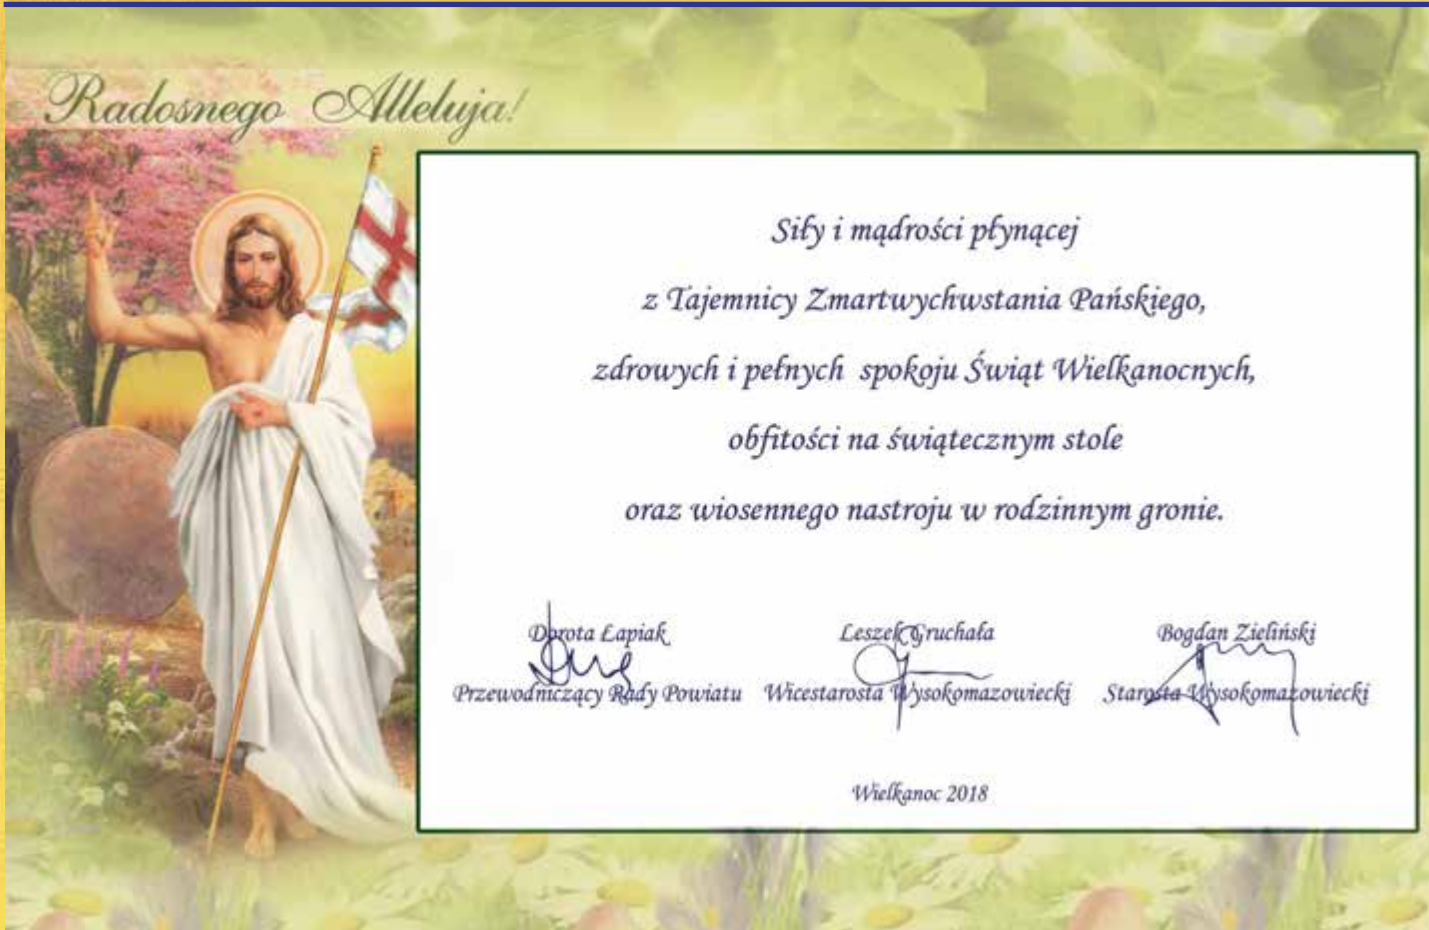 Radosnego Alleluja!
Siły i mądrości płynącej
z Tajemnicy Zmartwychwstania Pańskiego,
zdrowych i pełnych spokoju Świąt Wielkanocnych,
obfitości na świątecznym stole
oraz wiosennego nastroju w rodzinnym gronie.
Dorota Łapiak Leszek Gruchała Bogdan Zieliński
Przewodniczący Rady Powiatu Wicestarosta Wysokomazowiecki Starosta Wysokomazowiecki
Wielkanoc 2018